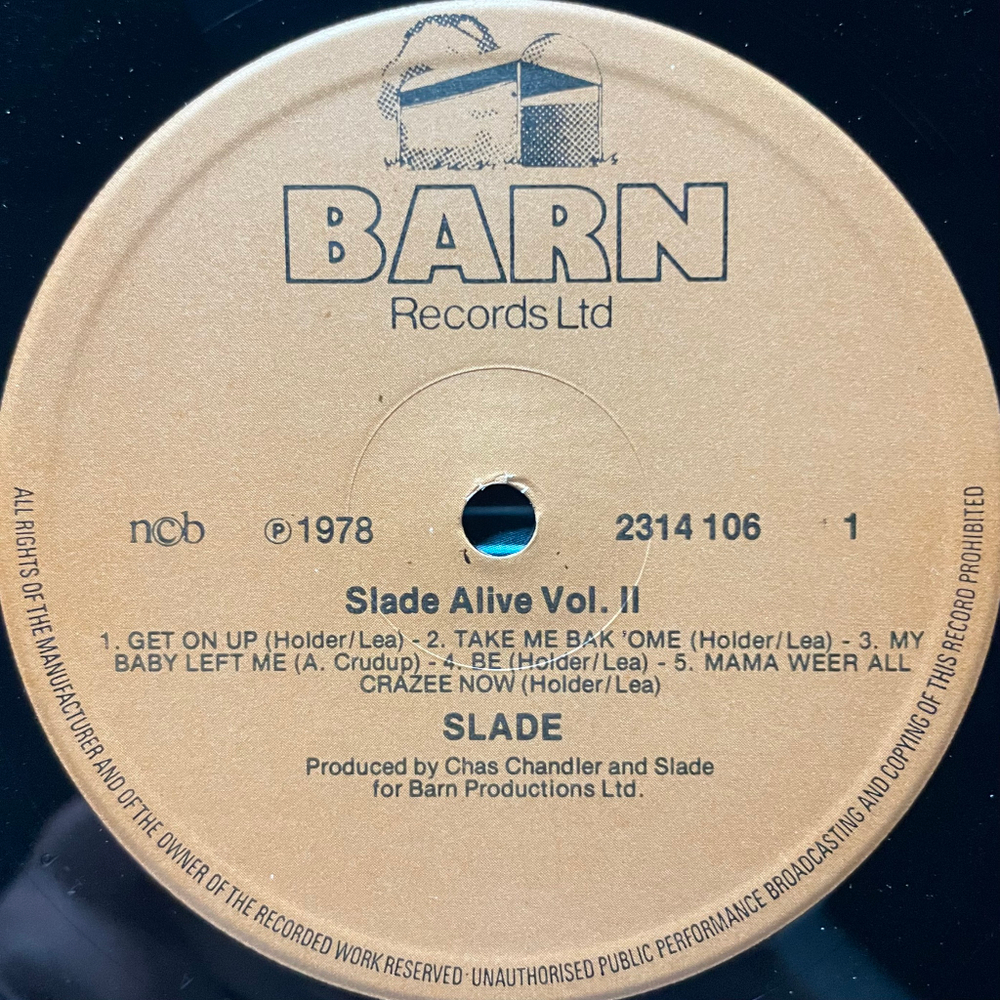 BARN
Records Ltd
ncb ℗ 1978 2314 106 1
Slade Alive Vol. II
1. GET ON UP (Holder/Lea) - 2. TAKE ME BAK 'OME (Holder/Lea) - 3. MY
BABY LEFT ME (A. Crudup) - 4. BE (Holder/Lea) - 5. MAMA WEER ALL
CRAZEE NOW (Holder/Lea)
SLADE
Produced by Chas Chandler and Slade
for Barn Productions Ltd.
ALL RIGHTS OF THE MANUFACTURER AND OF THE OWNER OF THE RECORDED WORK RESERVED · UNAUTHORISED PUBLIC PERFORMANCE BROADCASTING AND COPYING OF THIS RECORD PROHIBITED